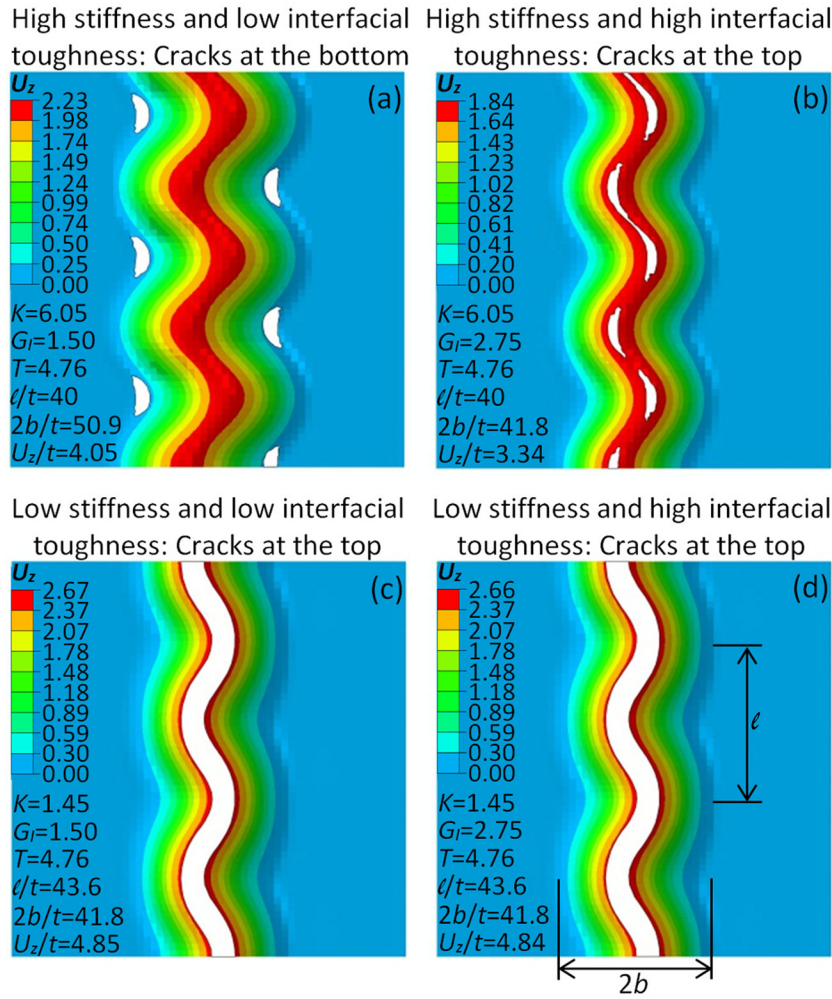 High stiffness and low interfacial
toughness: Cracks at the bottom
U_z
(a)
2.23
1.98
1.74
1.49
1.24
0.99
0.74
0.50
0.25
0.00
K=6.05
G_I=1.50
T=4.76
ℓ/t=40
2b/t=50.9
U_z/t=4.05
High stiffness and high interfacial
toughness: Cracks at the top
U_z
(b)
1.84
1.64
1.43
1.23
1.02
0.82
0.61
0.41
0.20
0.00
K=6.05
G_I=2.75
T=4.76
ℓ/t=40
2b/t=41.8
U_z/t=3.34
Low stiffness and low interfacial
toughness: Cracks at the top
U_z
(c)
2.67
2.37
2.07
1.78
1.48
1.18
0.89
0.59
0.30
0.00
K=1.45
G_I=1.50
T=4.76
ℓ/t=43.6
2b/t=41.8
U_z/t=4.85
Low stiffness and high interfacial
toughness: Cracks at the top
U_z
(d)
2.66
2.37
2.07
1.78
1.48
1.18
0.89
0.59
0.30
0.00
ℓ
K=1.45
G_I=2.75
T=4.76
ℓ/t=43.6
2b/t=41.8
U_z/t=4.84
2b